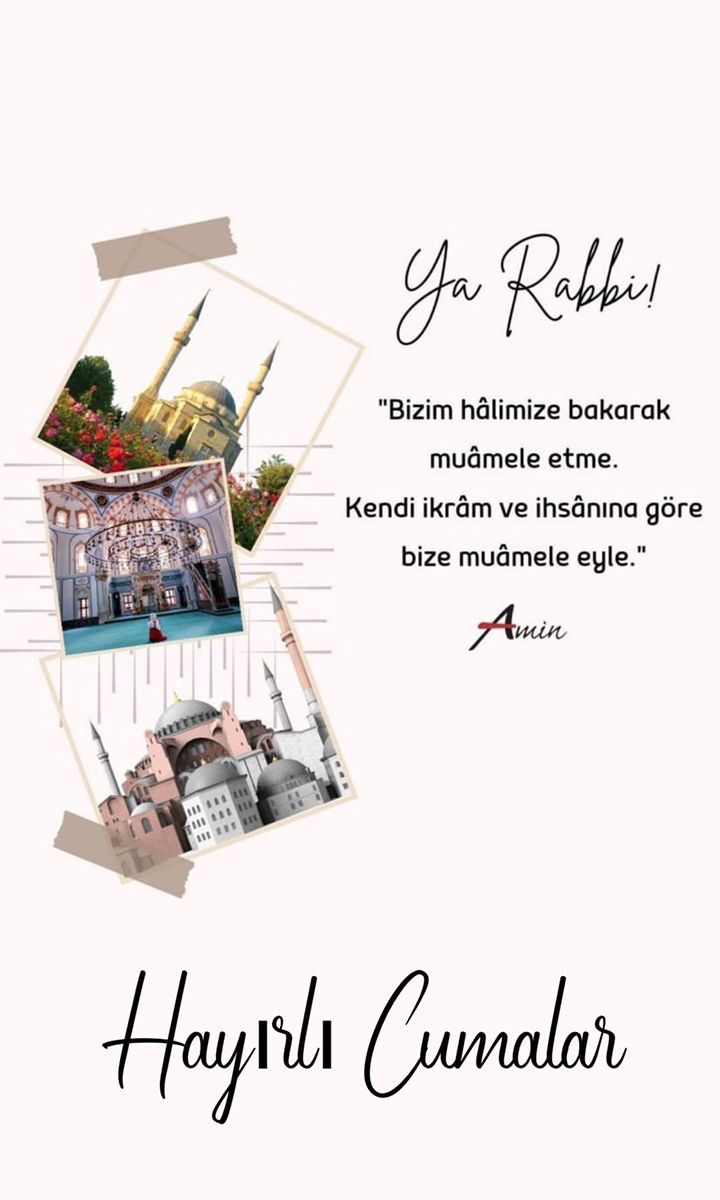 Ya Rabbi!
"Bizim hâlimize bakarak
muâmele etme.
Kendi ikrâm ve ihsânına göre
bize muâmele eyle."
Amin
Hayırlı Cumalar